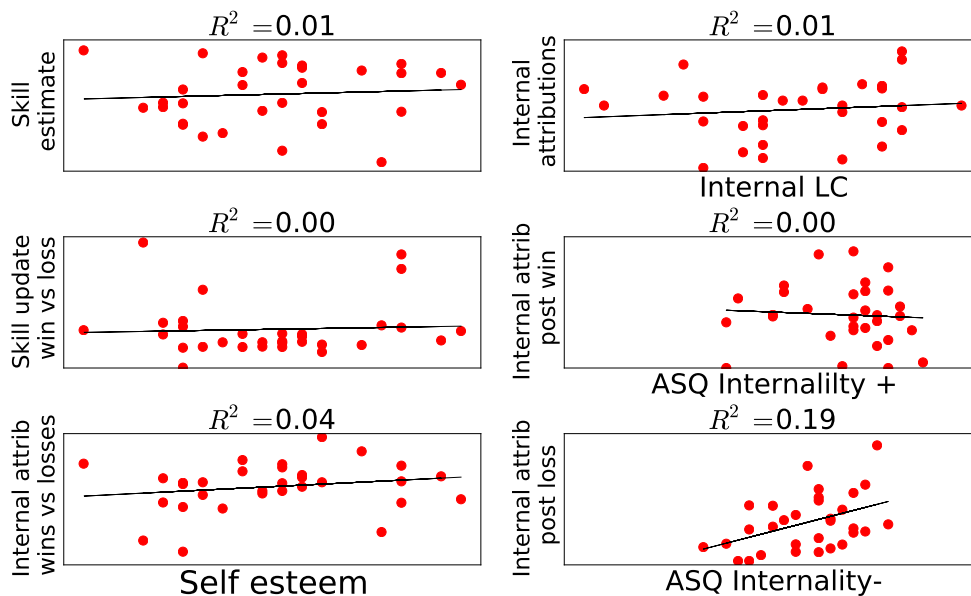 R² =0.01
Skill
estimate
R² =0.01
Internal
attributions
Internal LC
R² =0.00
Skill update
win vs loss
R² =0.00
Internal attrib
post win
ASQ Internalilty +
R² =0.04
Internal attrib
wins vs losses
Self esteem
R² =0.19
Internal attrib
post loss
ASQ Internality-